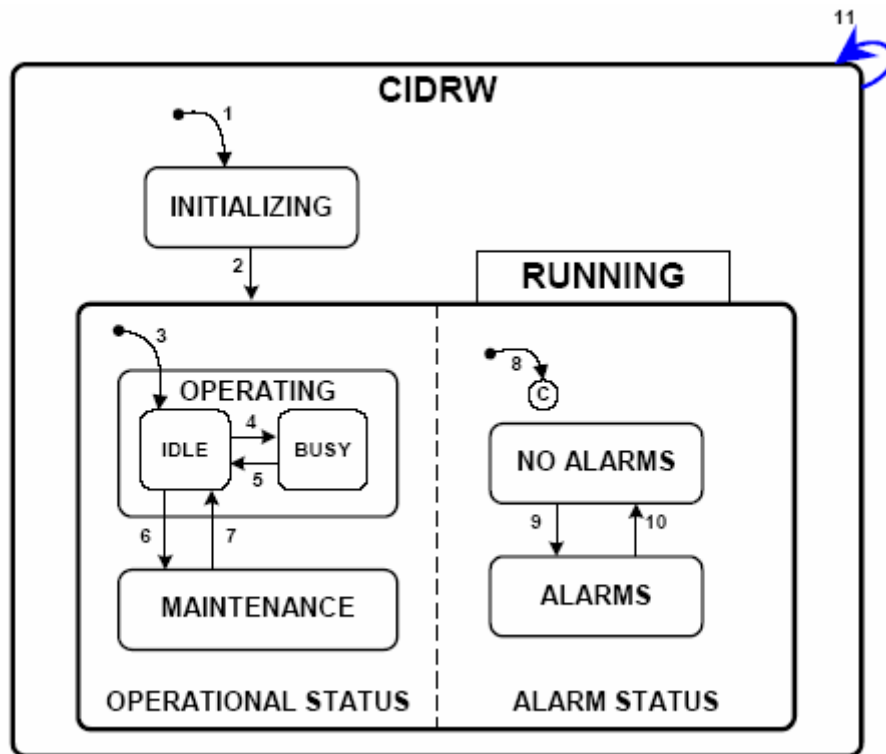 11
CIDRW
1
INITIALIZING
2
RUNNING
3
8
OPERATING
C
IDLE
4
BUSY
5
NO ALARMS
6
7
9
10
MAINTENANCE
ALARMS
OPERATIONAL STATUS
ALARM STATUS